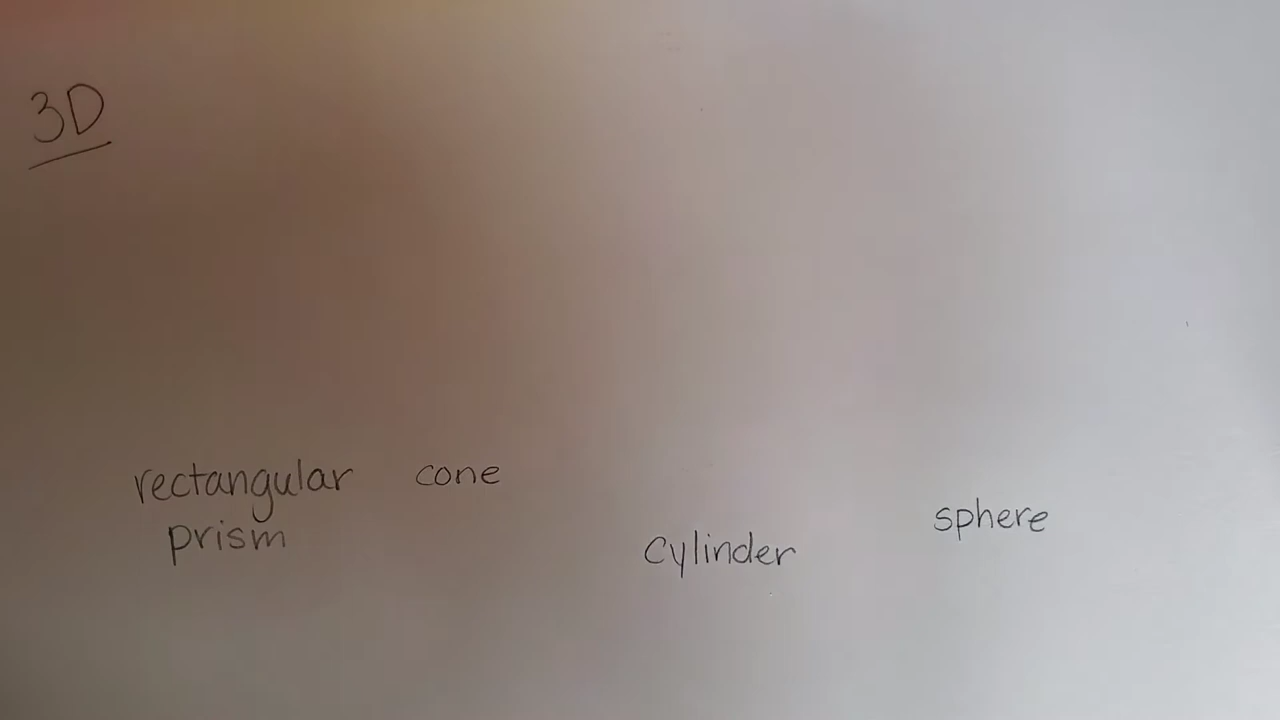 3D
rectangular
prism
cone
cylinder
sphere